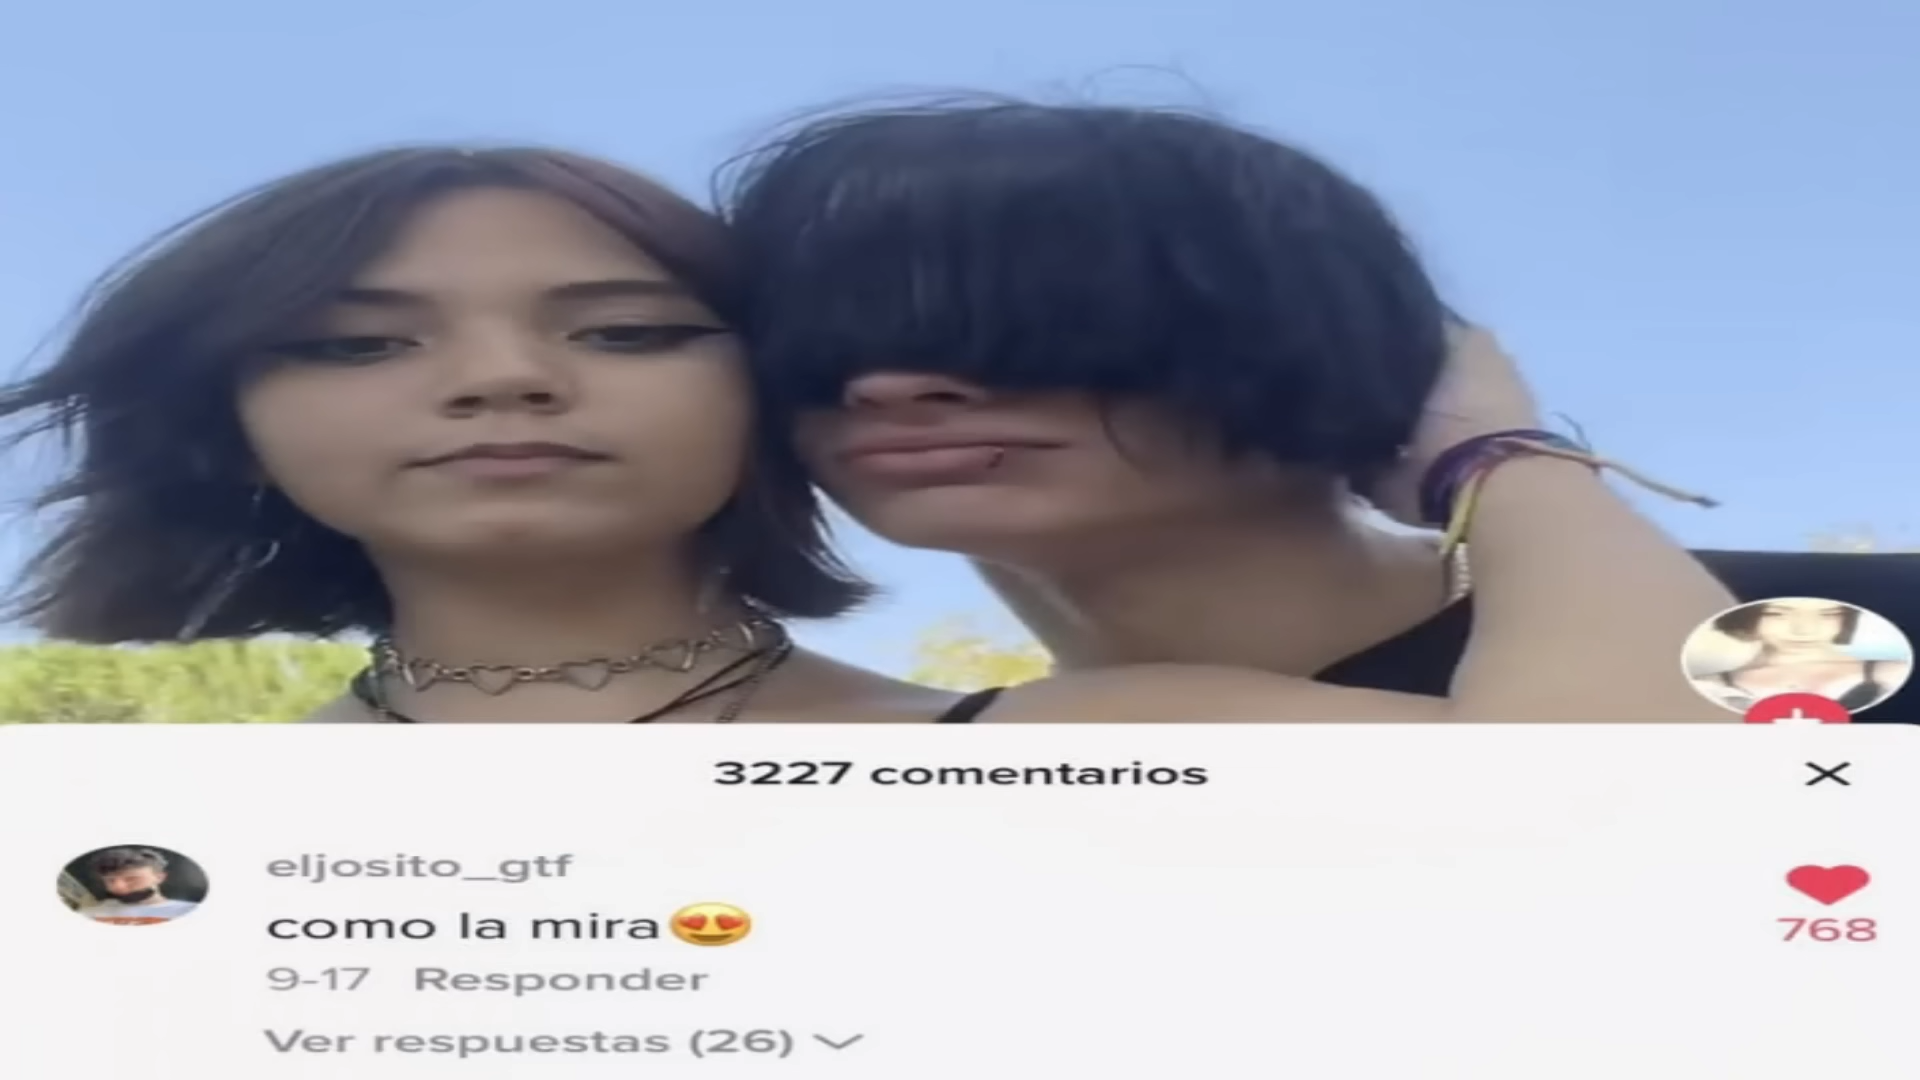 3227 comentarios
eljosito_gtf
como la mira😍
768
9-17 Responder
Ver respuestas (26)